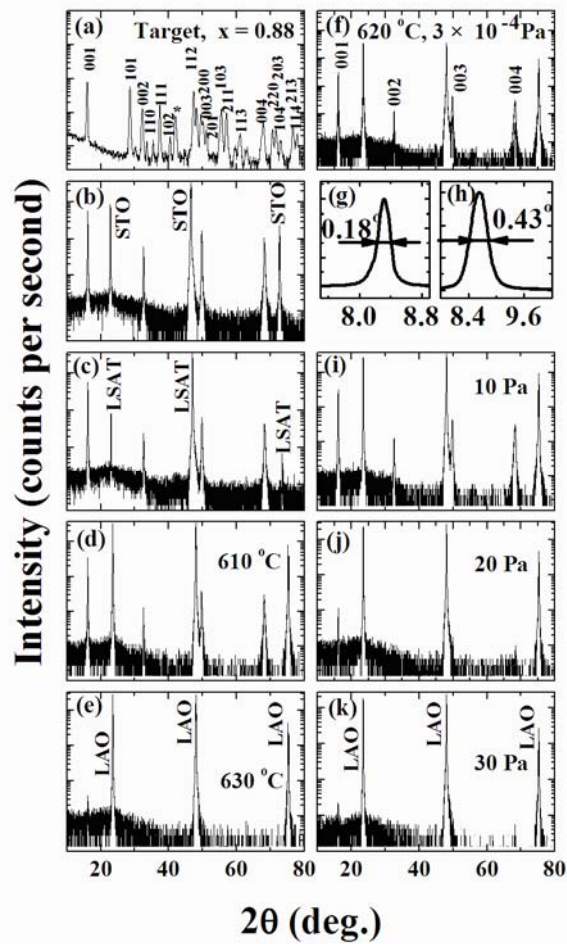 Intensity (counts per second)
(a) Target, x = 0.88
001
101
002
110
111
102
*
112
200
003
201
103
211
113
004
220
104
203
114
213
(b)
STO
STO
STO
(c)
LSAT
LSAT
LSAT
(d)
610 °C
(e)
LAO
LAO
LAO
630 °C
20 40 60 80
(f) 620 °C, 3 × 10⁻⁴ Pa
001
002
003
004
(g)
0.18°
8.0 8.8
(h)
0.43°
8.4 9.6
(i)
10 Pa
(j)
20 Pa
(k)
LAO
LAO
LAO
30 Pa
20 40 60 80
2θ (deg.)